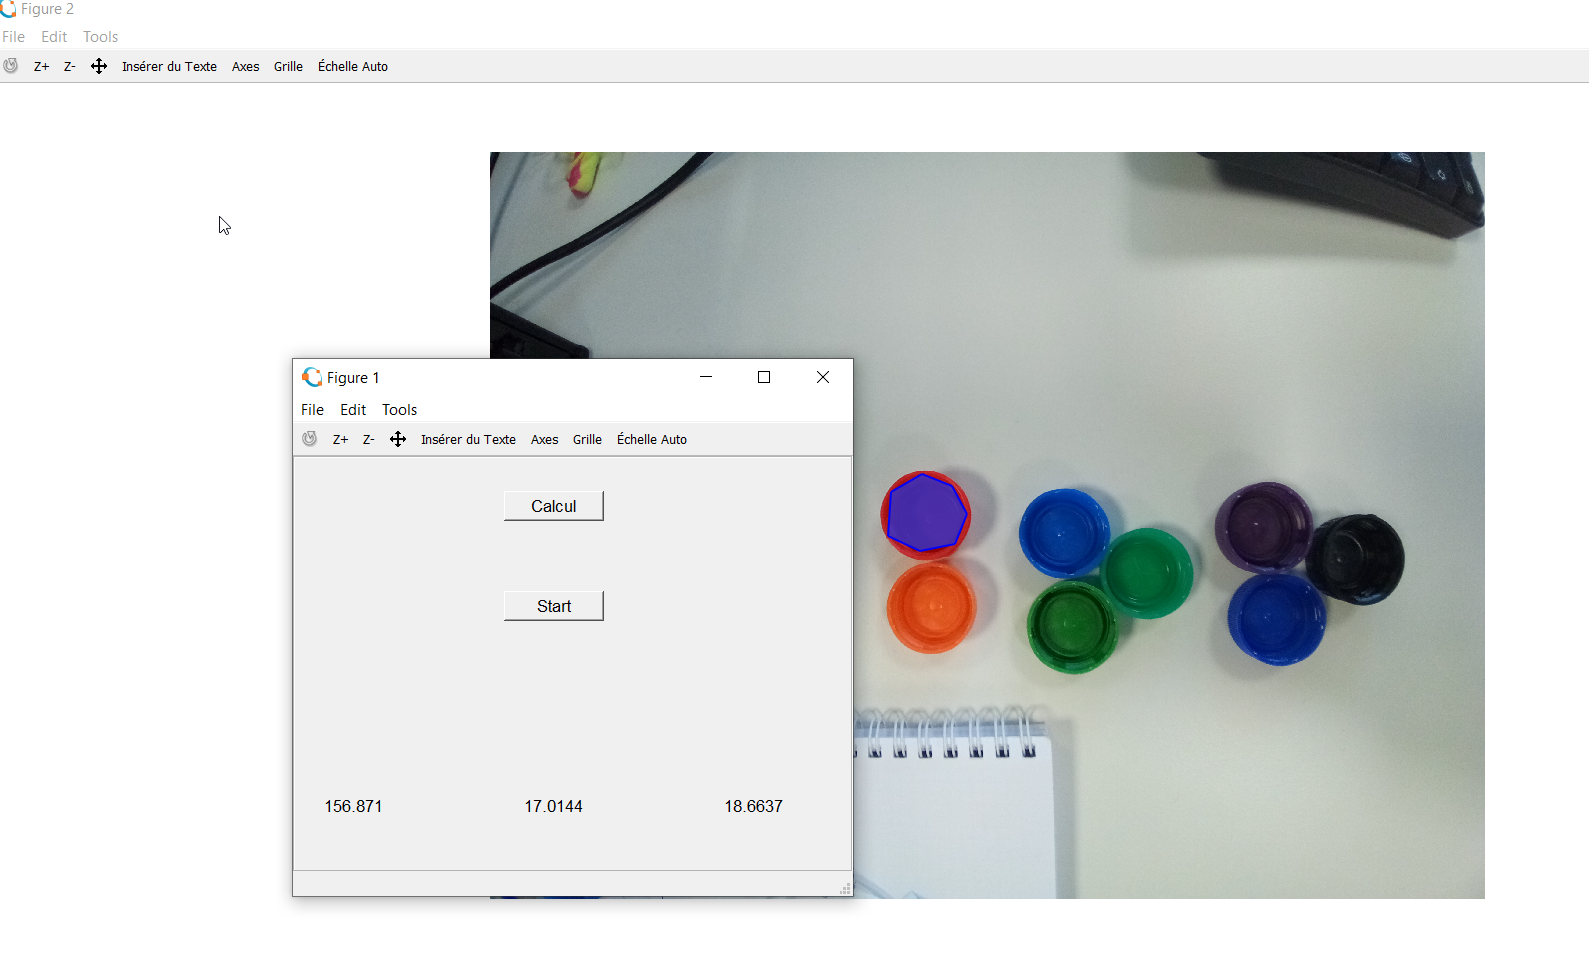 Figure 2
File Edit Tools
Z+ Z- Insérer du Texte Axes Grille Échelle Auto
Figure 1
File Edit Tools
Z+ Z- Insérer du Texte Axes Grille Échelle Auto
Calcul
Start
156.871 17.0144 18.6637